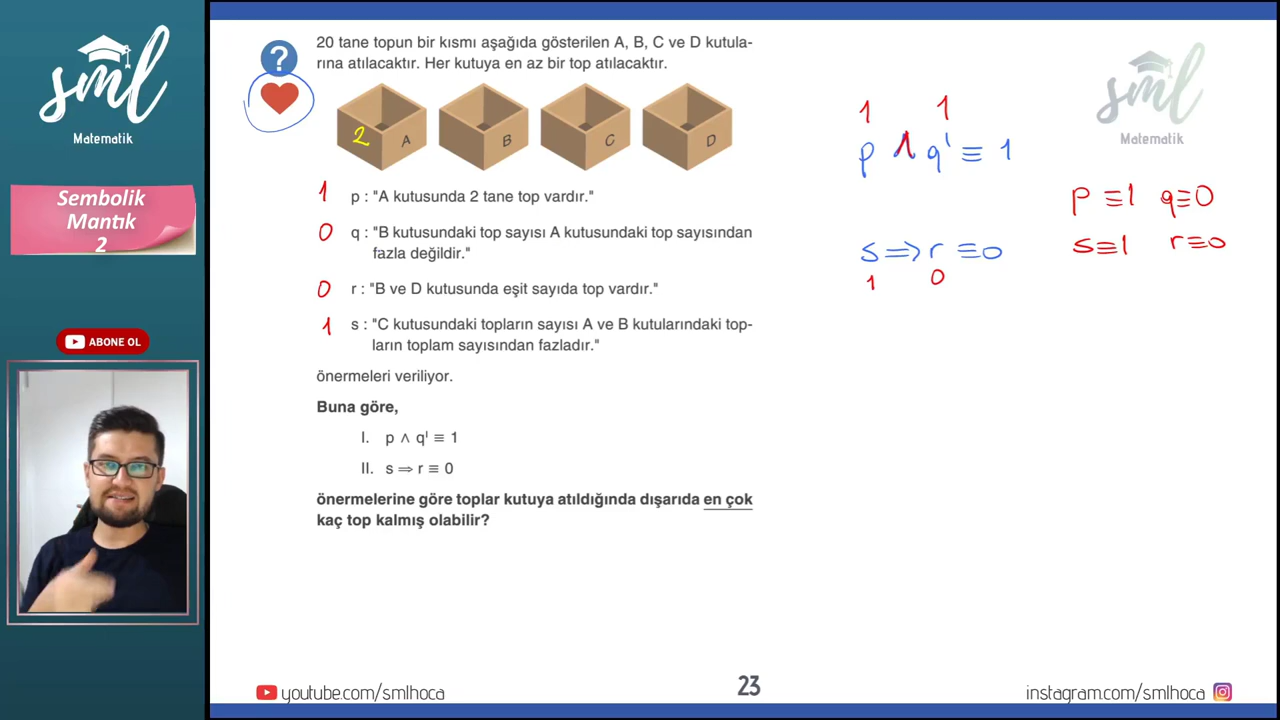 sml
Matematik
Sembolik
Mantık
2
ABONE OL
?
20 tane topun bir kısmı aşağıda gösterilen A, B, C ve D kutula-
rına atılacaktır. Her kutuya en az bir top atılacaktır.
2 A B C D
1 p : "A kutusunda 2 tane top vardır."
0 q : "B kutusundaki top sayısı A kutusundaki top sayısından
fazla değildir."
0 r : "B ve D kutusunda eşit sayıda top vardır."
1 s : "C kutusundaki topların sayısı A ve B kutularındaki top-
ların toplam sayısından fazladır."
önermeleri veriliyor.
Buna göre,
I. p ∧ q' ≡ 1
II. s ⇒ r ≡ 0
önermelerine göre toplar kutuya atıldığında dışarıda en çok
kaç top kalmış olabilir?
1 1
p ∧ q' ≡ 1
s ⇒ r ≡ 0
1 0
sml
Matematik
p ≡ 1 q ≡ 0
s ≡ 1 r ≡ 0
youtube.com/smlhoca
23
instagram.com/smlhoca